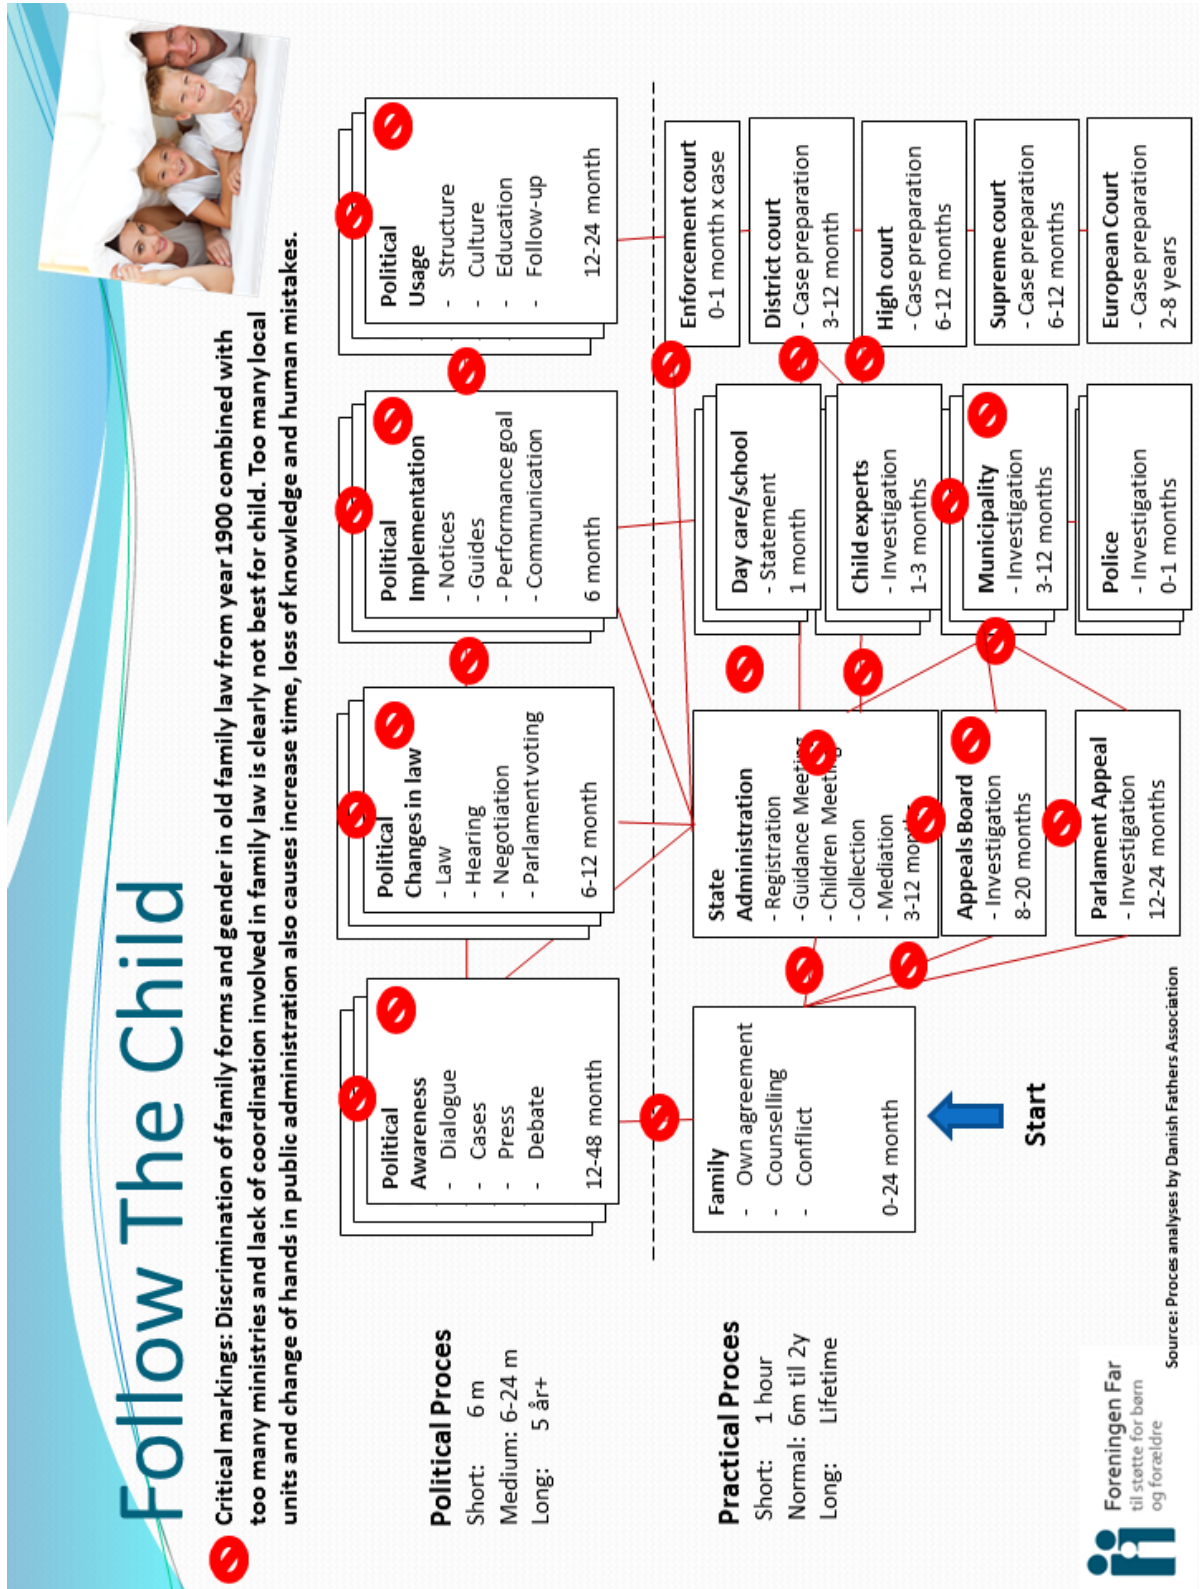 Follow The Child
Critical markings: Discrimination of family forms and gender in old family law from year 1900 combined with
too many ministries and lack of coordination involved in family law is clearly not best for child. Too many local
units and change of hands in public administration also causes increase time, loss of knowledge and human mistakes.
Political Proces
Short: 6 m
Medium: 6-24 m
Long: 5 år+
Political
Awareness
- Dialogue
- Cases
- Press
- Debate
12-48 month
Political
Changes in law
- Law
- Hearing
- Negotiation
- Parlament voting
6-12 month
Political
Implementation
- Notices
- Guides
- Performance goal
- Communication
6 month
Political
Usage
- Structure
- Culture
- Education
- Follow-up
12-24 month
Practical Proces
Short: 1 hour
Normal: 6m til 2y
Long: Lifetime
Family
- Own agreement
- Counselling
- Conflict
0-24 month
Start
State
Administration
- Registration
- Guidance Meeting
- Children Meeting
- Collection
- Mediation
3-12 months
Appeals Board
- Investigation
8-20 months
Parlament Appeal
- Investigation
12-24 months
Day care/school
- Statement
1 month
Child experts
- Investigation
1-3 months
Municipality
- Investigation
3-12 months
Police
- Investigation
0-1 months
Enforcement court
0-1 month x case
District court
- Case preparation
3-12 month
High court
- Case preparation
6-12 months
Supreme court
- Case preparation
6-12 months
European Court
- Case preparation
2-8 years
Foreningen Far
til støtte for børn
og forældre
Source: Proces analyses by Danish Fathers Association